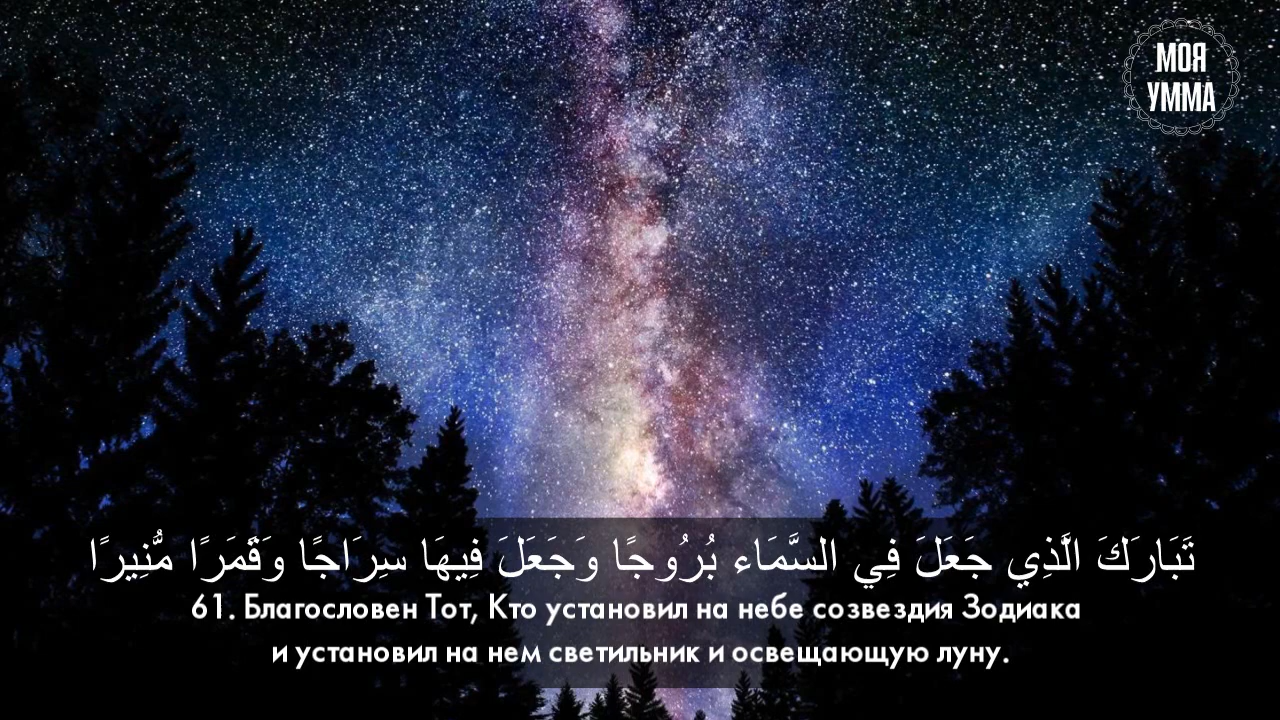 МОЯ
УММА
تَبَارَكَ الَّذِي جَعَلَ فِي السَّمَاء بُرُوجًا وَجَعَلَ فِيهَا سِرَاجًا وَقَمَرًا مُّنِيرًا
61. Благословен Тот, Кто установил на небе созвездия Зодиака
и установил на нем светильник и освещающую луну.